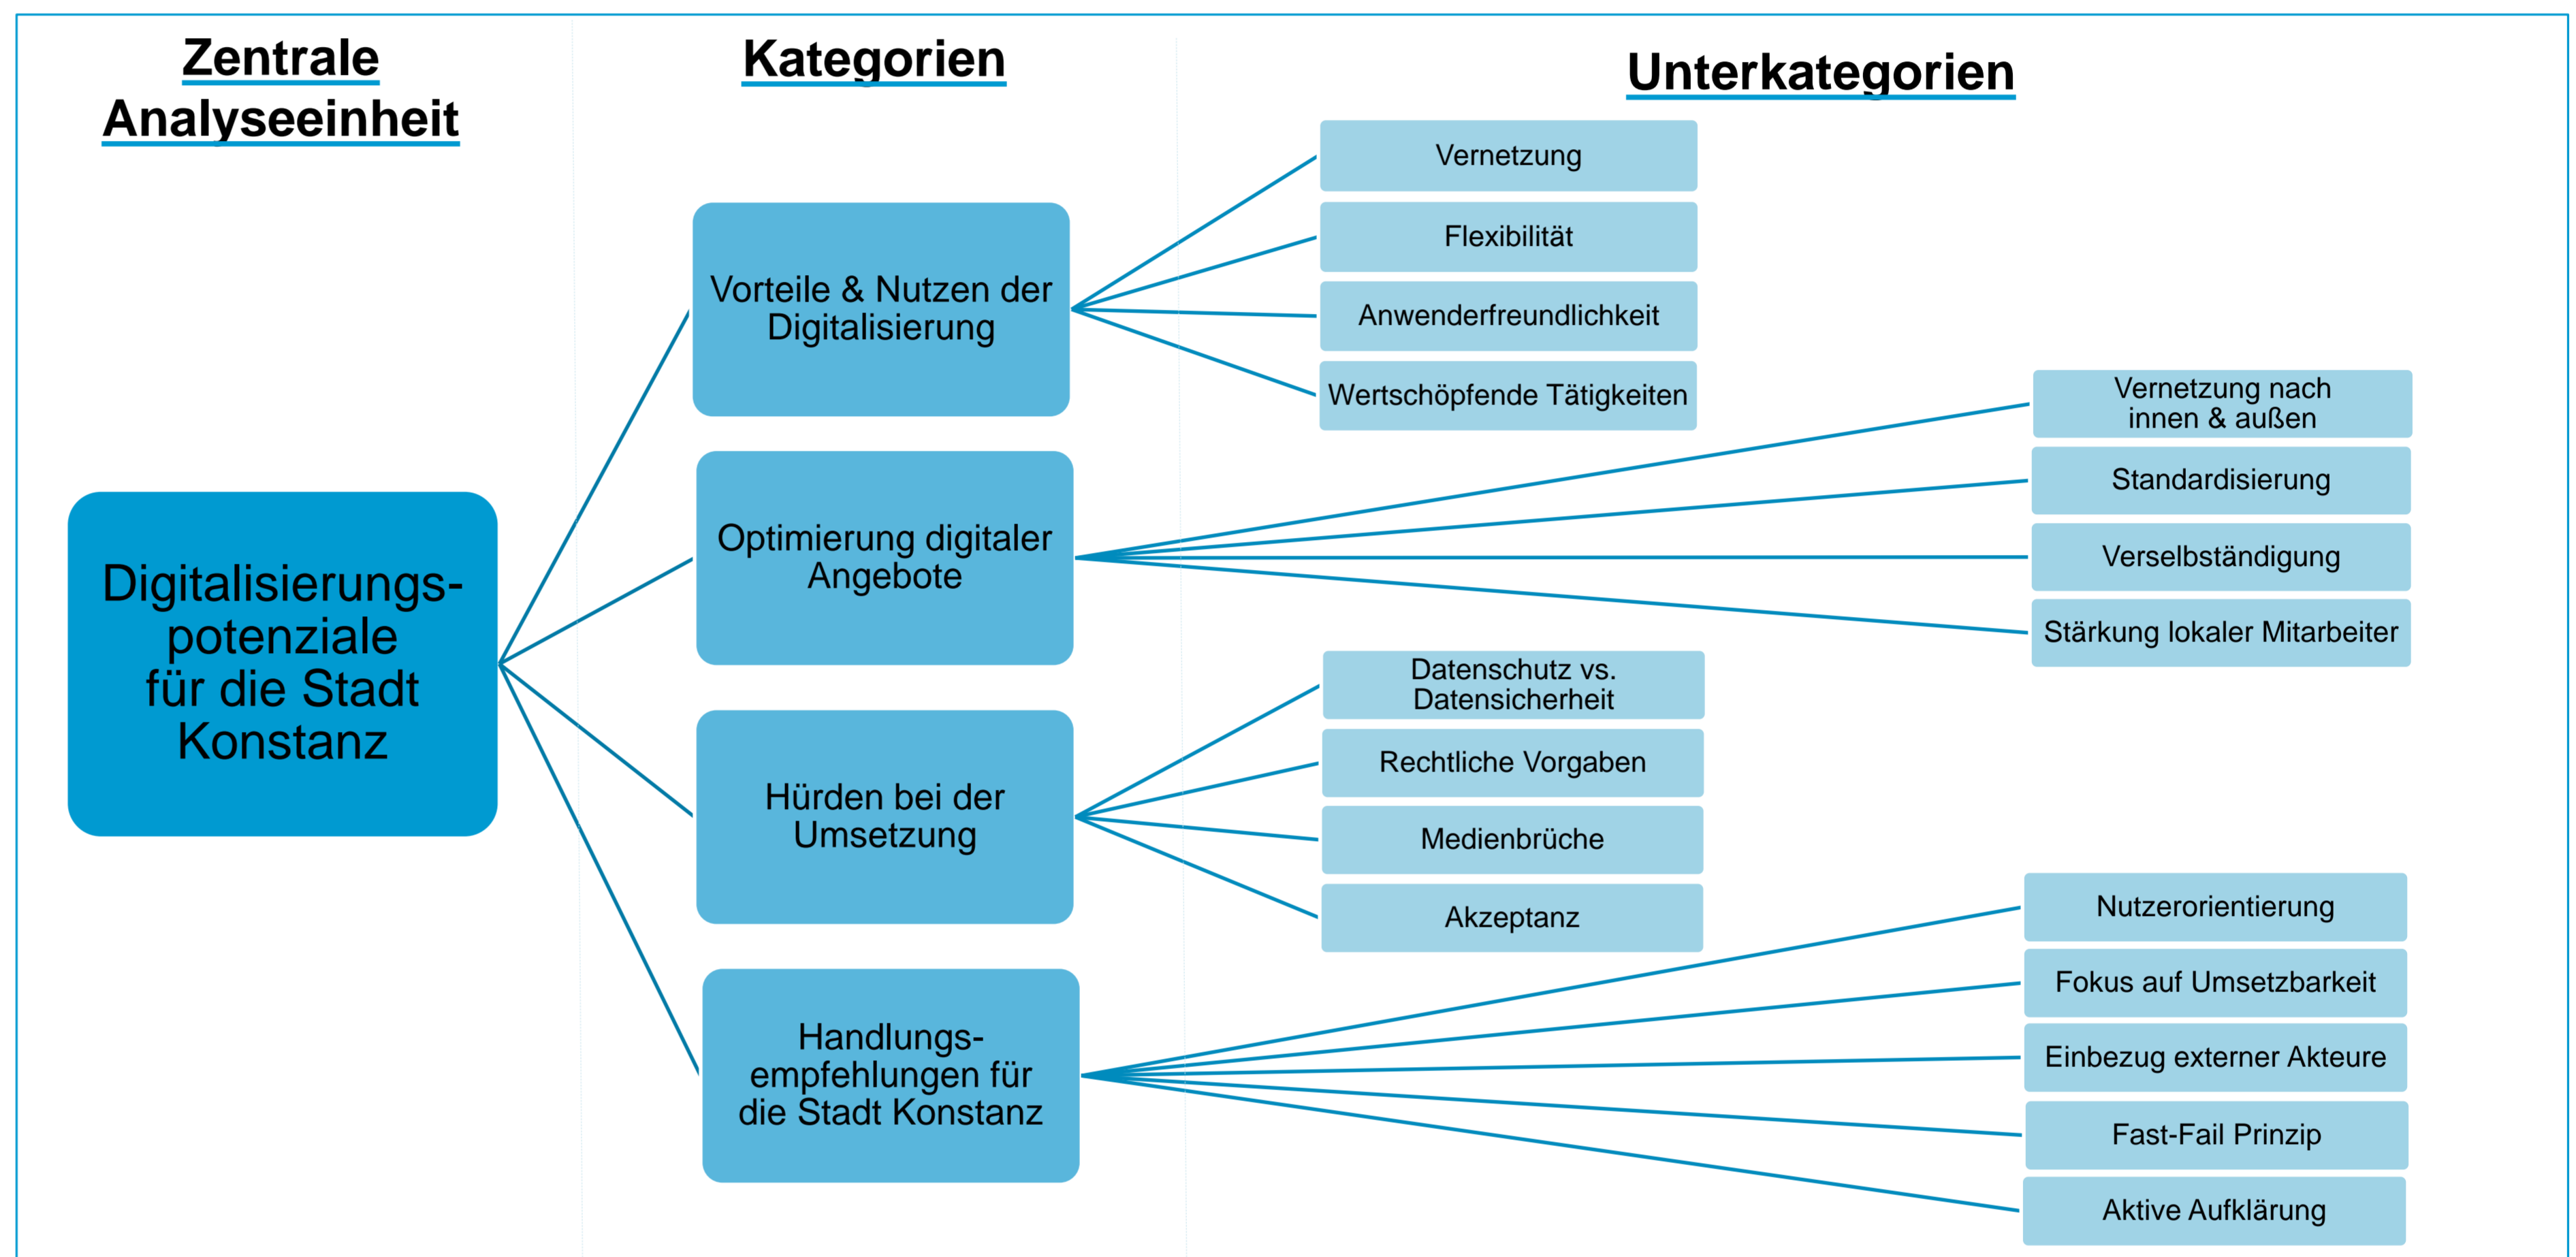 Zentrale
Analyseeinheit
Kategorien
Unterkategorien
Digitalisierungs-
potenziale
für die Stadt
Konstanz
Vorteile & Nutzen der
Digitalisierung
Vernetzung
Flexibilität
Anwenderfreundlichkeit
Wertschöpfende Tätigkeiten
Optimierung digitaler
Angebote
Vernetzung nach
innen & außen
Standardisierung
Verselbständigung
Stärkung lokaler Mitarbeiter
Hürden bei der
Umsetzung
Datenschutz vs.
Datensicherheit
Rechtliche Vorgaben
Medienbrüche
Akzeptanz
Handlungs-
empfehlungen für
die Stadt Konstanz
Nutzerorientierung
Fokus auf Umsetzbarkeit
Einbezug externer Akteure
Fast-Fail Prinzip
Aktive Aufklärung